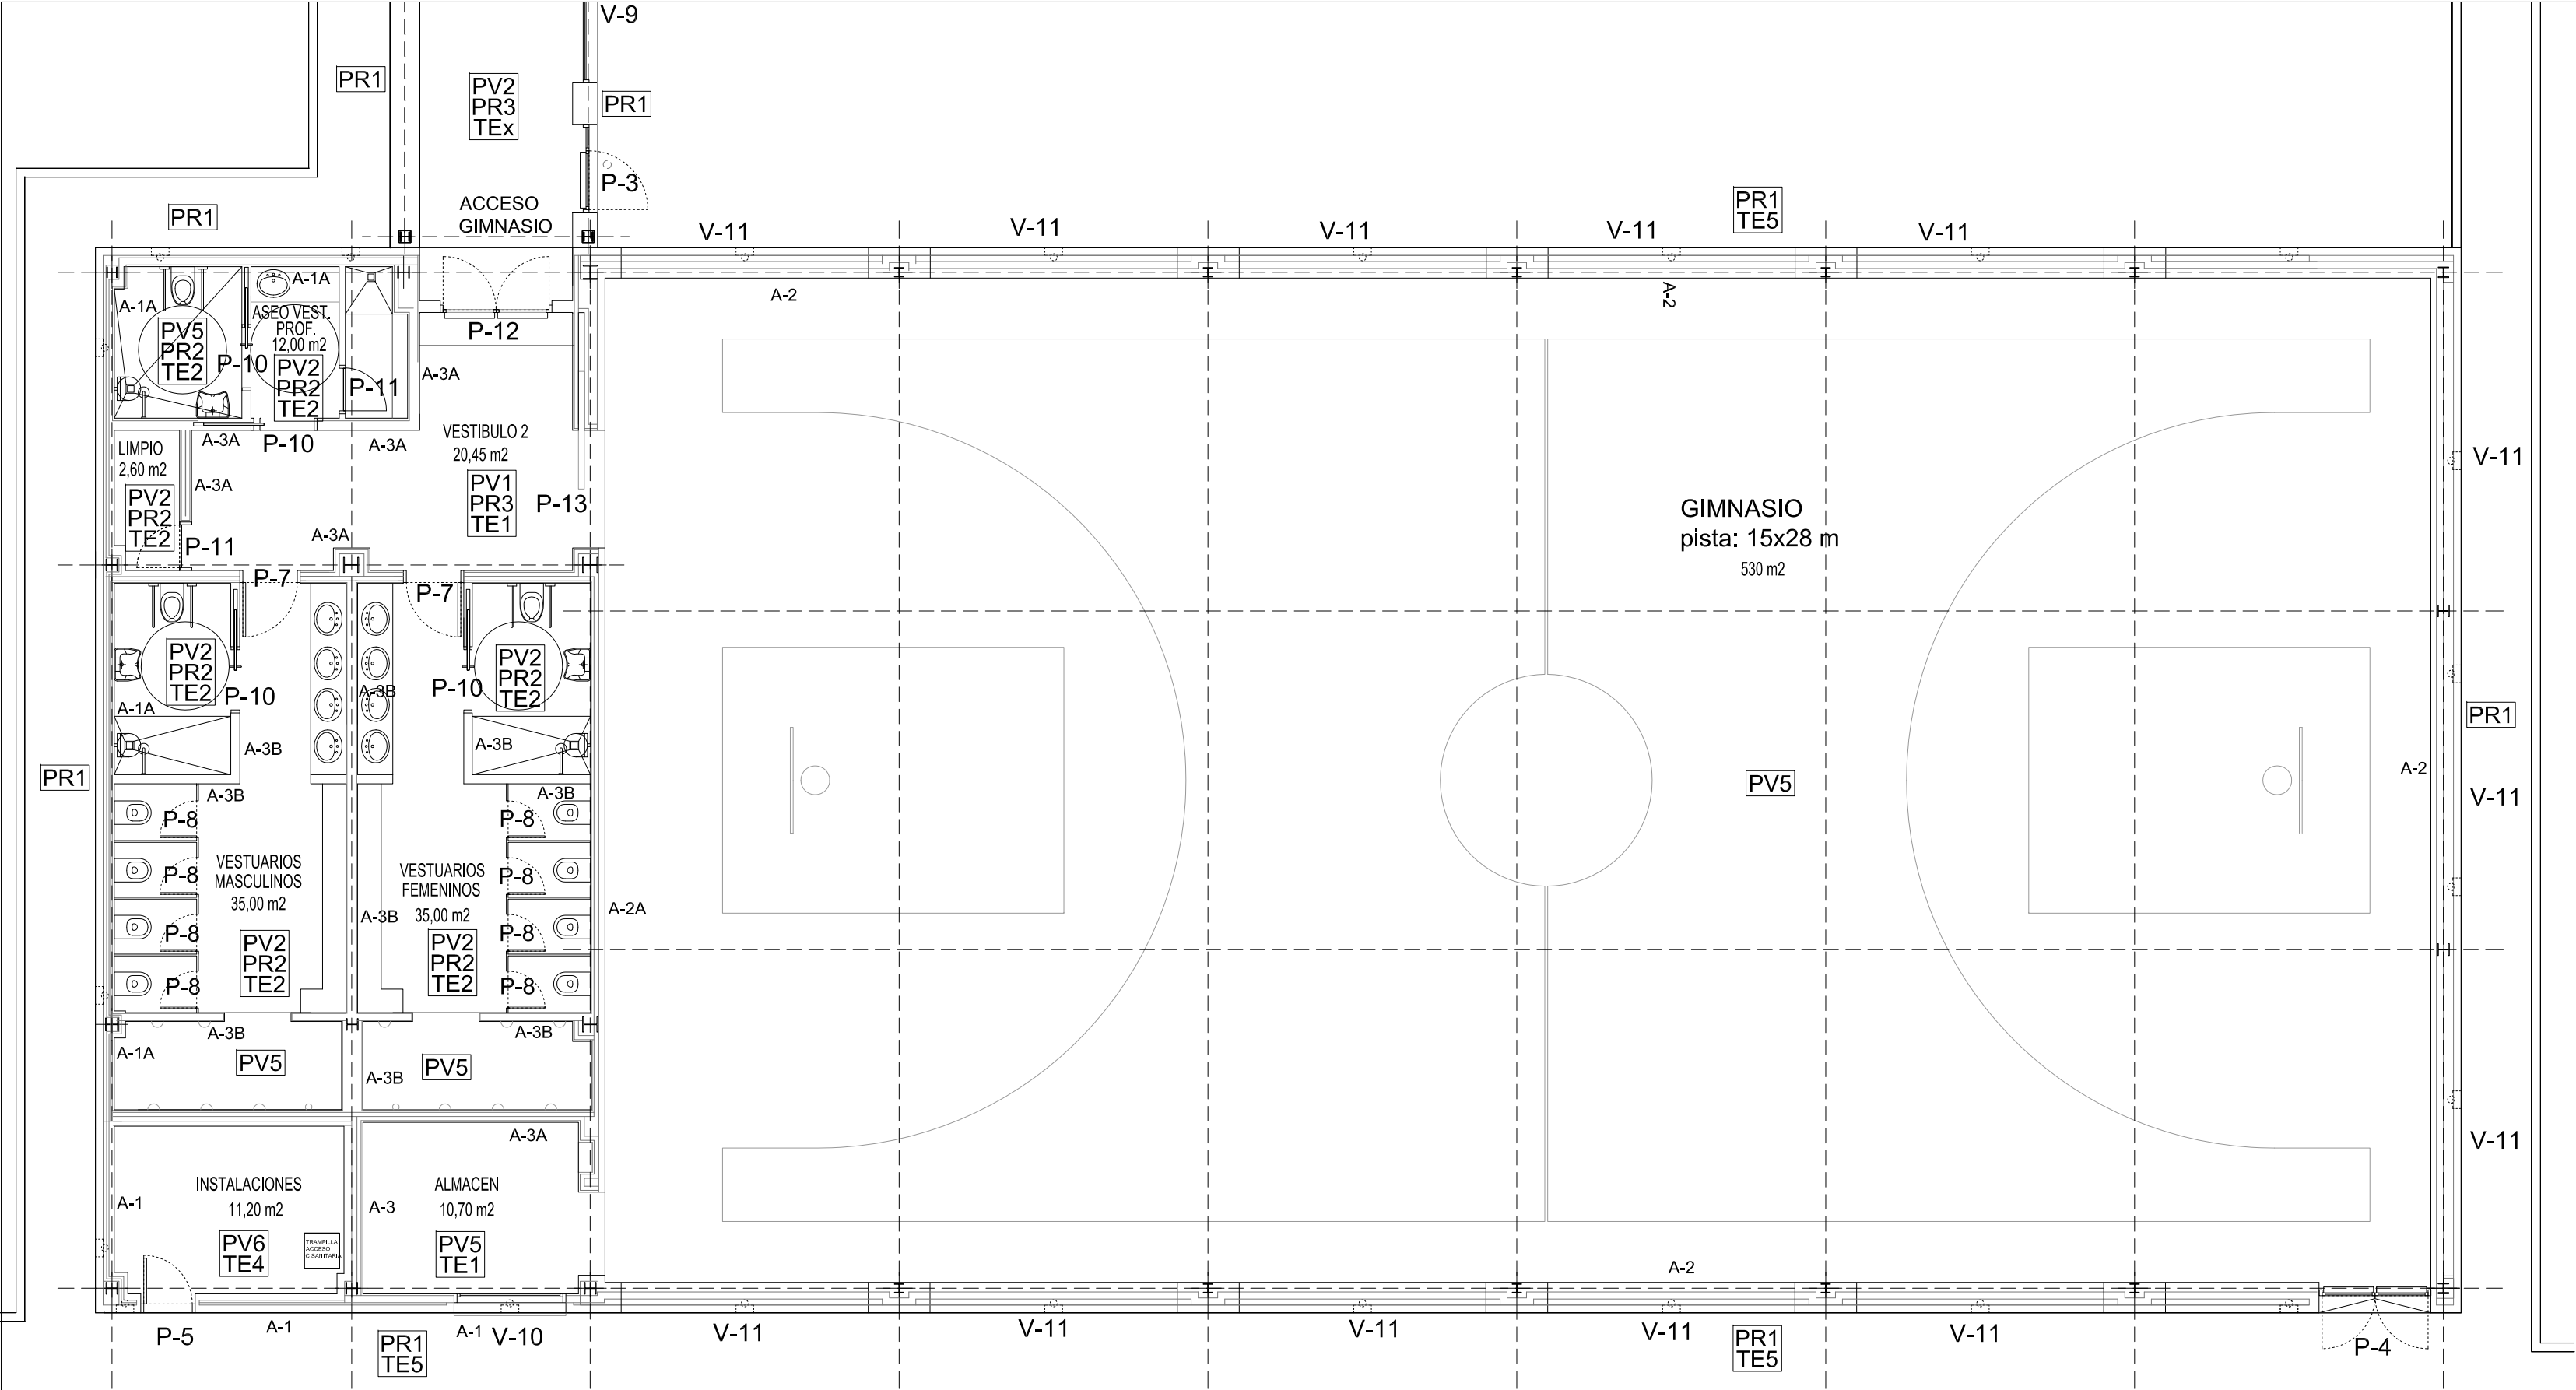 V-9
PR1
PV2
PR3
TEx
PR1
P-3
ACCESO
GIMNASIO
PR1
PR1
TE5
V-11
V-11
V-11
V-11
V-11
A-1A
A-1A
ASEO VEST.
PROF.
12,00 m2
PV5
PR2
TE2
P-10
PV2
PR2
TE2
P-11
P-12
A-2
A-2
A-3A
A-3A
P-10
A-3A
LIMPIO
2,60 m2
A-3A
PV2
PR2
TE2
P-11
VESTIBULO 2
20,45 m2
PV1
PR3
TE1
P-13
A-3A
V-11
GIMNASIO
pista: 15x28 m
530 m2
P-7
P-7
PV2
PR2
TE2
P-10
A-3B
P-10
PV2
PR2
TE2
A-1A
A-3B
A-3B
PR1
PR1
A-2
PV5
V-11
A-3B
A-3B
P-8
P-8
VESTUARIOS
MASCULINOS
35,00 m2
P-8
P-8
VESTUARIOS
FEMENINOS
35,00 m2
P-8
P-8
A-3B
A-2A
P-8
P-8
PV2
PR2
TE2
PV2
PR2
TE2
A-3B
A-3B
A-1A
PV5
PV5
A-3B
A-3A
V-11
INSTALACIONES
11,20 m2
A-1
PV6
TE4
TRAMPILLA
ACCESO
C.SANITARIA
ALMACEN
10,70 m2
A-3
PV5
TE1
A-2
P-5
A-1
PR1
TE5
A-1
V-10
V-11
V-11
V-11
V-11
PR1
TE5
V-11
P-4